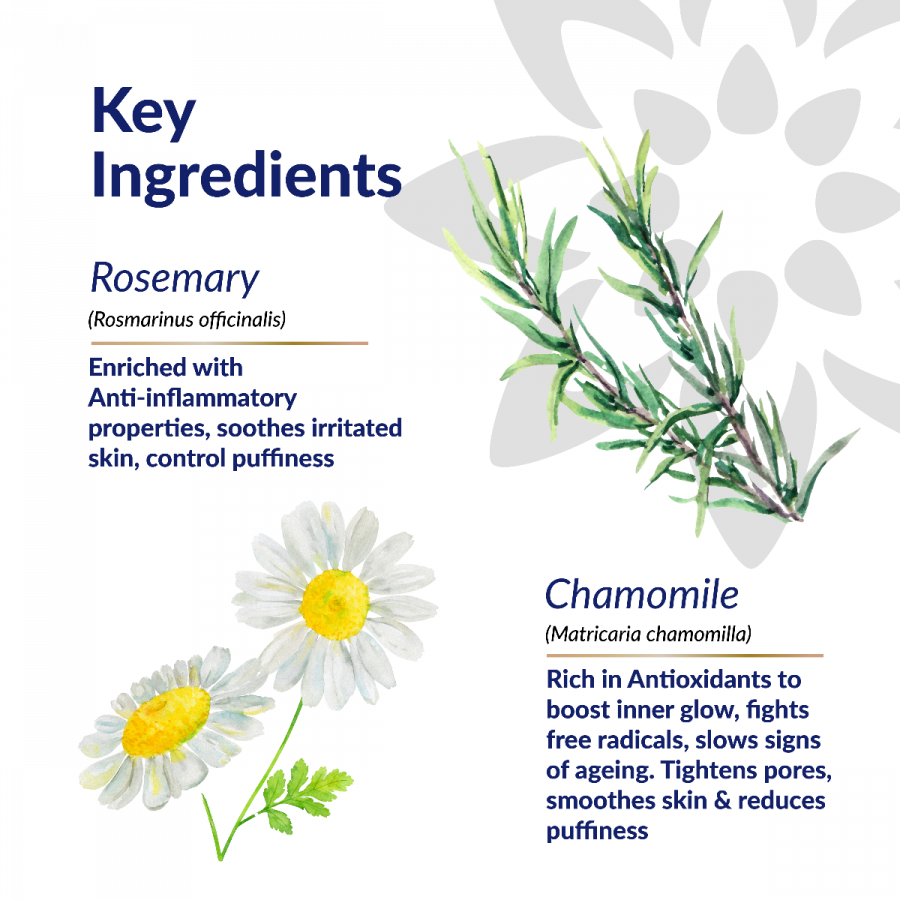 Key
Ingredients
Rosemary
(Rosmarinus officinalis)
Enriched with
Anti-inflammatory
properties, soothes irritated
skin, control puffiness
Chamomile
(Matricaria chamomilla)
Rich in Antioxidants to
boost inner glow, fights
free radicals, slows signs
of ageing. Tightens pores,
smoothes skin & reduces
puffiness